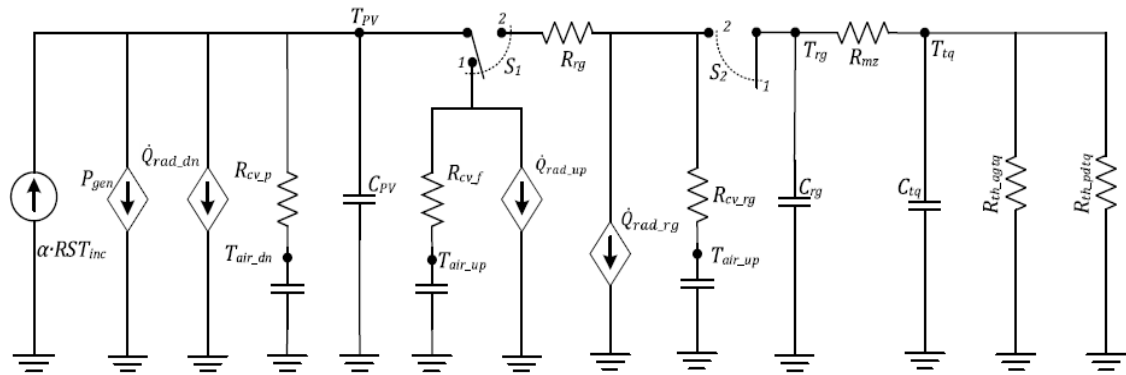 T_PV
2
1
S_1
R_rg
2
S_2
1
T_rg
R_mz
T_tq
P_gen
Q̇_rad_dn
R_cv_p
C_PV
R_cv_f
Q̇_rad_up
Q̇_rad_rg
R_cv_rg
C_rg
C_tq
R_th_agtq
R_th_pdtq
α·RST_inc
T_air_dn
T_air_up
T_air_up